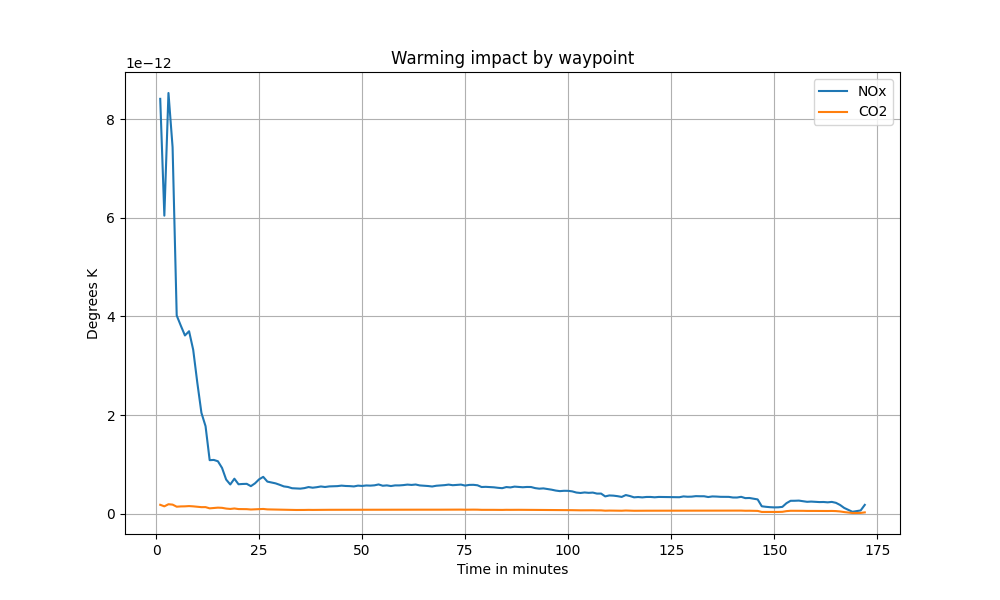 Warming impact by waypoint
1e−12
NOx
CO2
8
6
4
2
0
Degrees K
0 25 50 75 100 125 150 175
Time in minutes